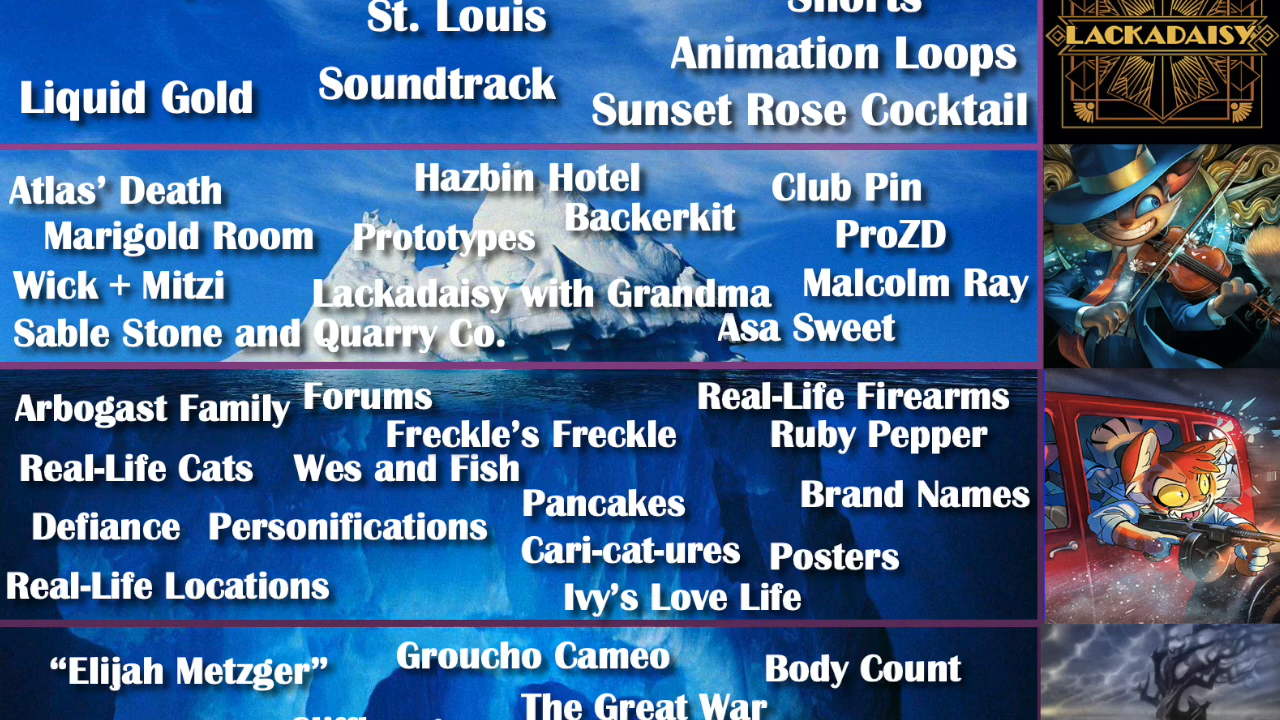 St. Louis
Shorts
Animation Loops
Liquid Gold
Soundtrack
Sunset Rose Cocktail
LACKADAISY
Atlas’ Death
Hazbin Hotel
Club Pin
Marigold Room
Prototypes
Backerkit
ProZD
Wick + Mitzi
Lackadaisy with Grandma
Malcolm Ray
Sable Stone and Quarry Co.
Asa Sweet
Arbogast Family
Forums
Real-Life Firearms
Freckle’s Freckle
Ruby Pepper
Real-Life Cats
Wes and Fish
Pancakes
Brand Names
Defiance
Personifications
Cari-cat-ures
Posters
Real-Life Locations
Ivy’s Love Life
“Elijah Metzger”
Groucho Cameo
Body Count
The Great War